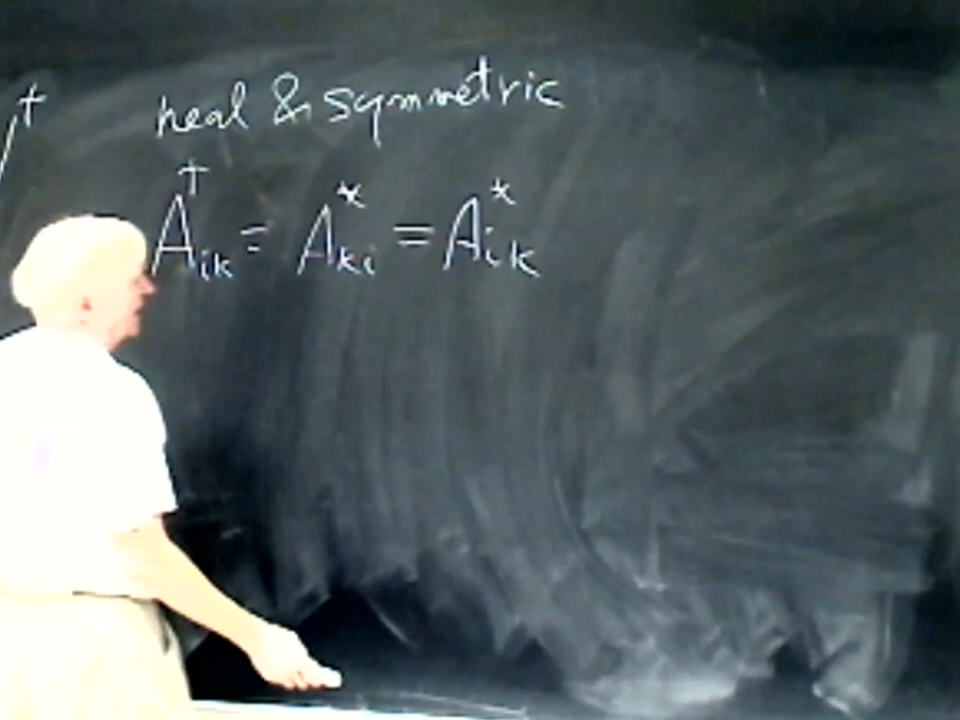 real & symmetric
†
A†ik = A*ki = A*ik